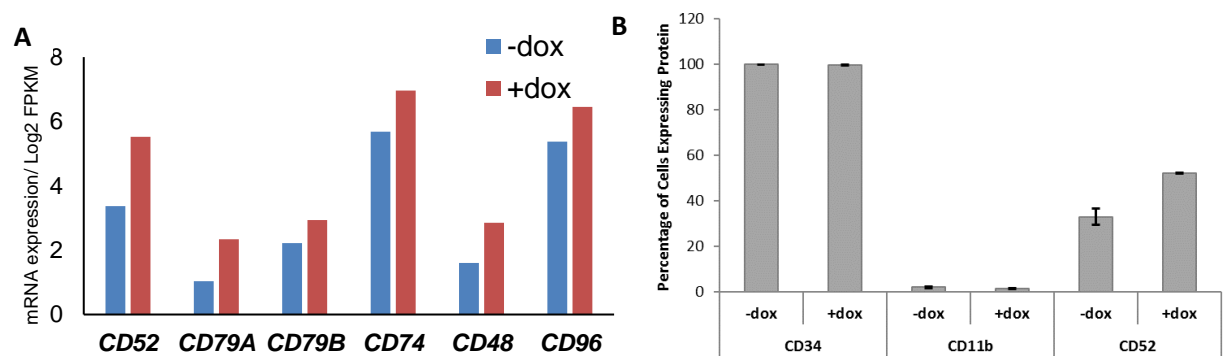 A
mRNA expression/ Log2 FPKM
8
6
4
2
0
-dox
+dox
CD52 CD79A CD79B CD74 CD48 CD96
B
Percentage of Cells Expressing Protein
120
100
80
60
40
20
0
-dox +dox -dox +dox -dox +dox
CD34 CD11b CD52